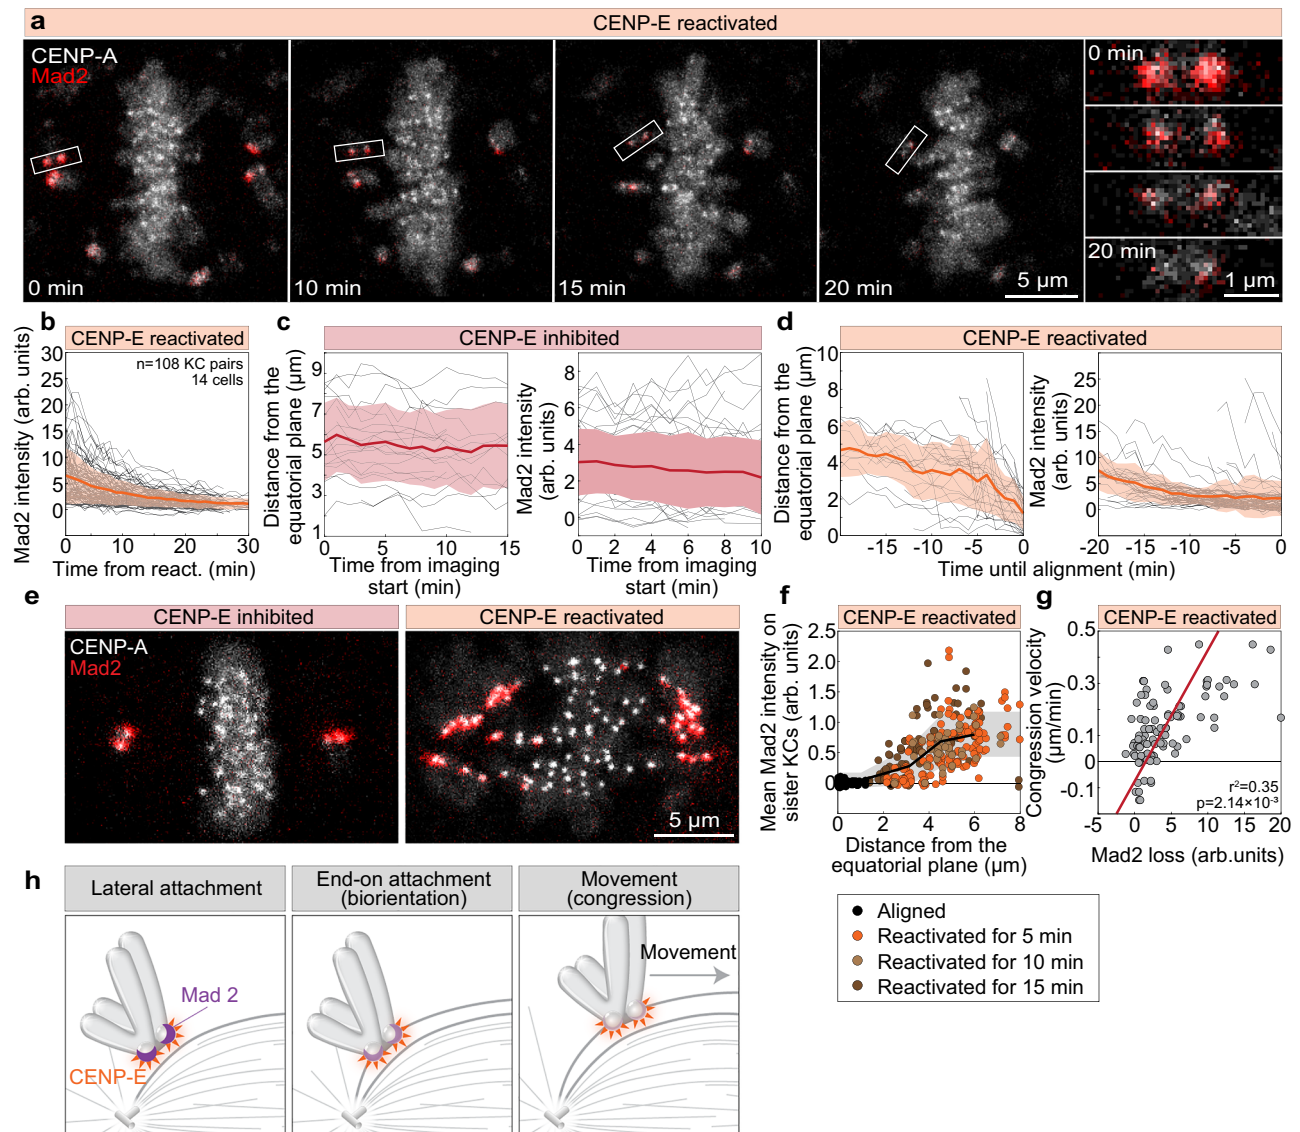 a
CENP-E reactivated
CENP-A
Mad2
0 min
10 min
15 min
20 min
5 µm
0 min
20 min
1 µm
b
CENP-E reactivated
n=108 KC pairs
14 cells
Mad2 intensity (arb. units)
30
25
20
15
10
5
0
0
10
20
30
Time from react. (min)
c
CENP-E inhibited
Distance from the
equatorial plane (µm)
9
7
5
3
1
0
5
10
15
Time from imaging
start (min)
Mad2 intensity
(arb. units)
8
6
4
2
0
0
2
4
6
8
10
Time from imaging
start (min)
d
CENP-E reactivated
Distance from the
equatorial plane (µm)
10
8
6
4
2
0
-15
-10
-5
0
Mad2 intensity
(arb. units)
25
20
15
10
5
0
-20
-15
-10
-5
0
Time until alignment (min)
e
CENP-E inhibited
CENP-E reactivated
CENP-A
Mad2
5 µm
f
CENP-E reactivated
Mean Mad2 intensity on
sister KCs (arb. units)
2.5
2.0
1.5
1.0
0.5
0
0
2
4
6
8
Distance from the
equatorial plane (µm)
Aligned
Reactivated for 5 min
Reactivated for 10 min
Reactivated for 15 min
g
CENP-E reactivated
Congression velocity
(µm/min)
0.5
0.3
0.1
0
-0.1
r²=0.35
p=2.14×10⁻³
-5
0
5
10
15
20
Mad2 loss (arb.units)
h
Lateral attachment
End-on attachment
(biorientation)
Movement
(congression)
Mad 2
CENP-E
Movement